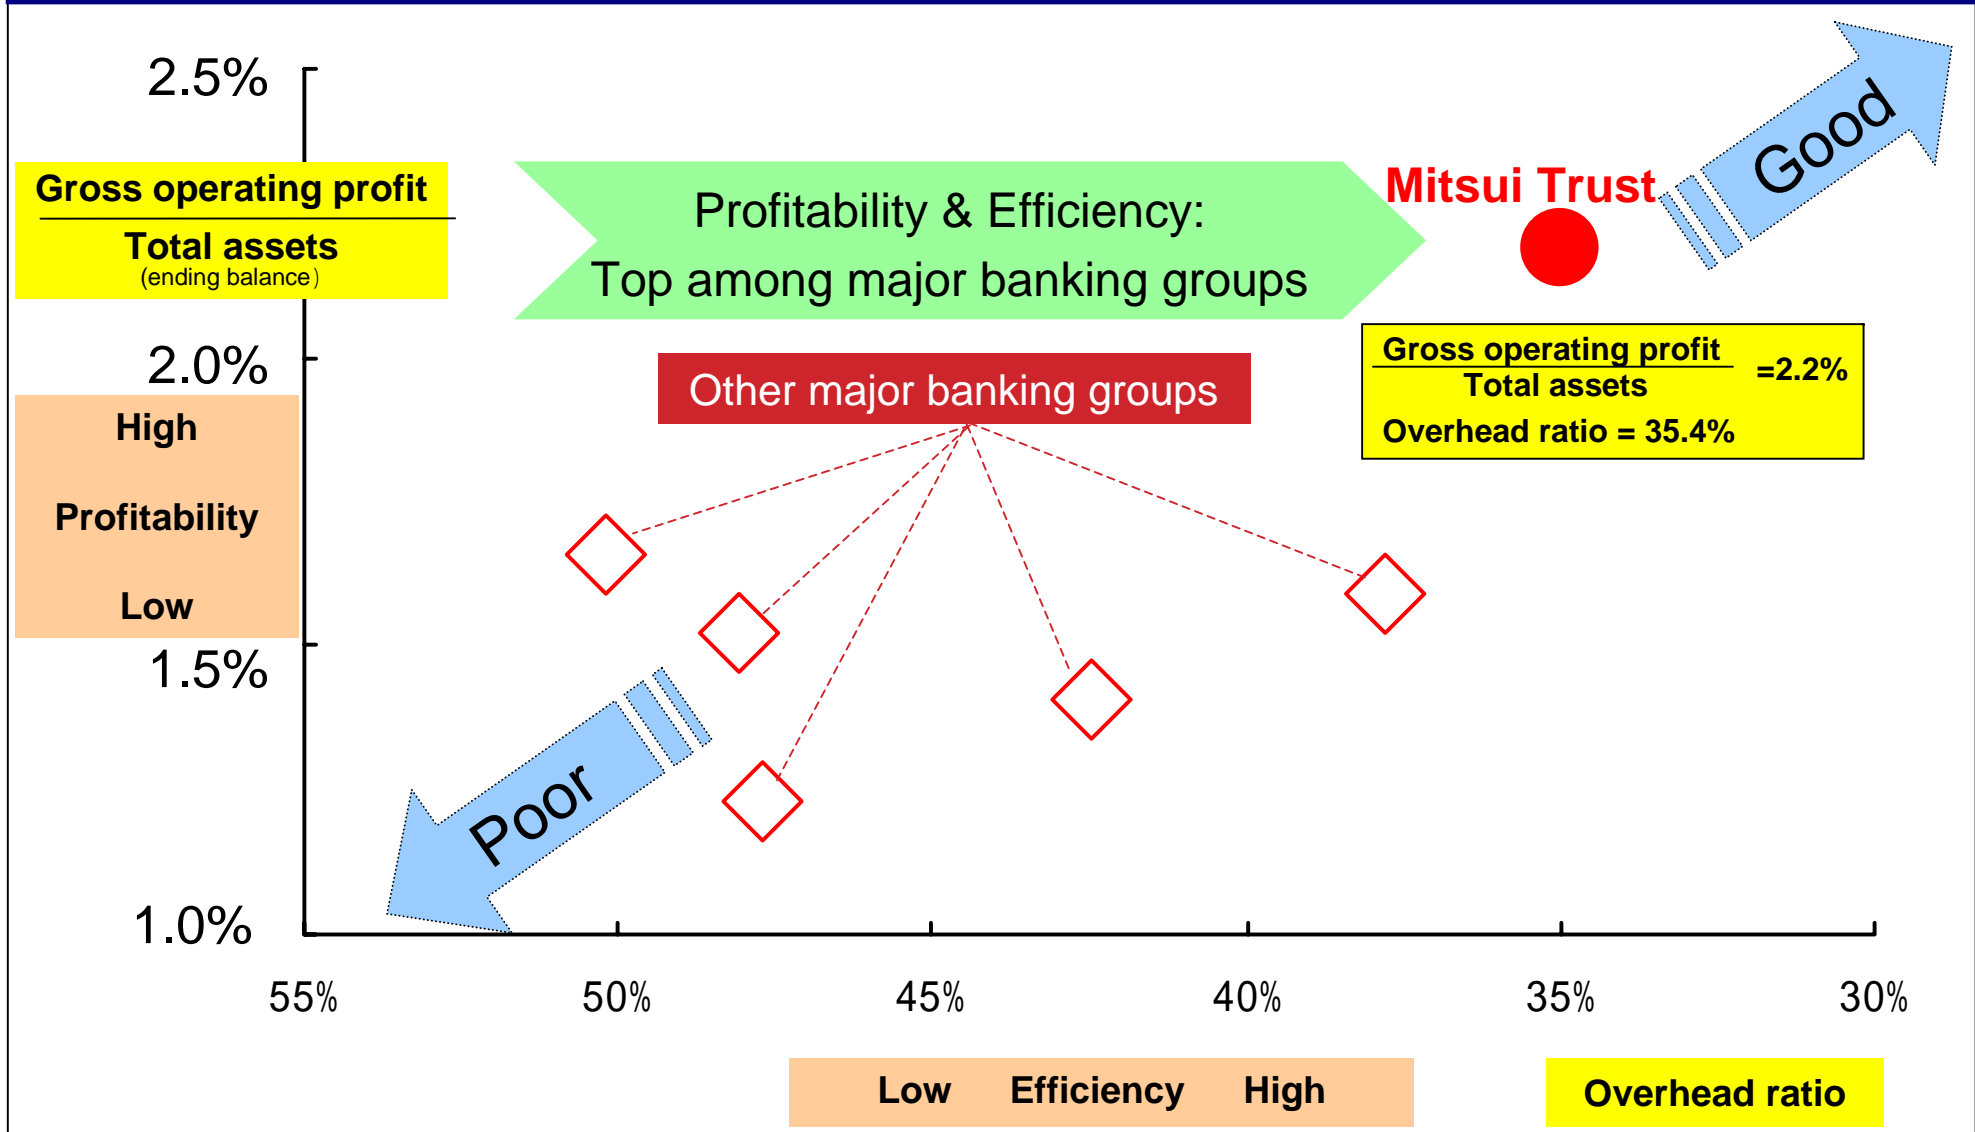 2.5%
Gross operating profit
Total assets
(ending balance)
Profitability & Efficiency:
Top among major banking groups
Mitsui Trust
Good
2.0%
Other major banking groups
Gross operating profit
Total assets
=2.2%
Overhead ratio = 35.4%
High
Profitability
Low
1.5%
Poor
1.0%
55% 50% 45% 40% 35% 30%
Low Efficiency High
Overhead ratio